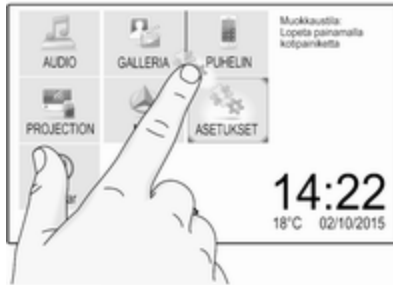 AUDIO
GALLERIA
PUHELIN
Muokkaustila:
Lopeta painamalla
kotipainiketta
PROJECTION
ASETUKSET
14:22
18°C 02/10/2015